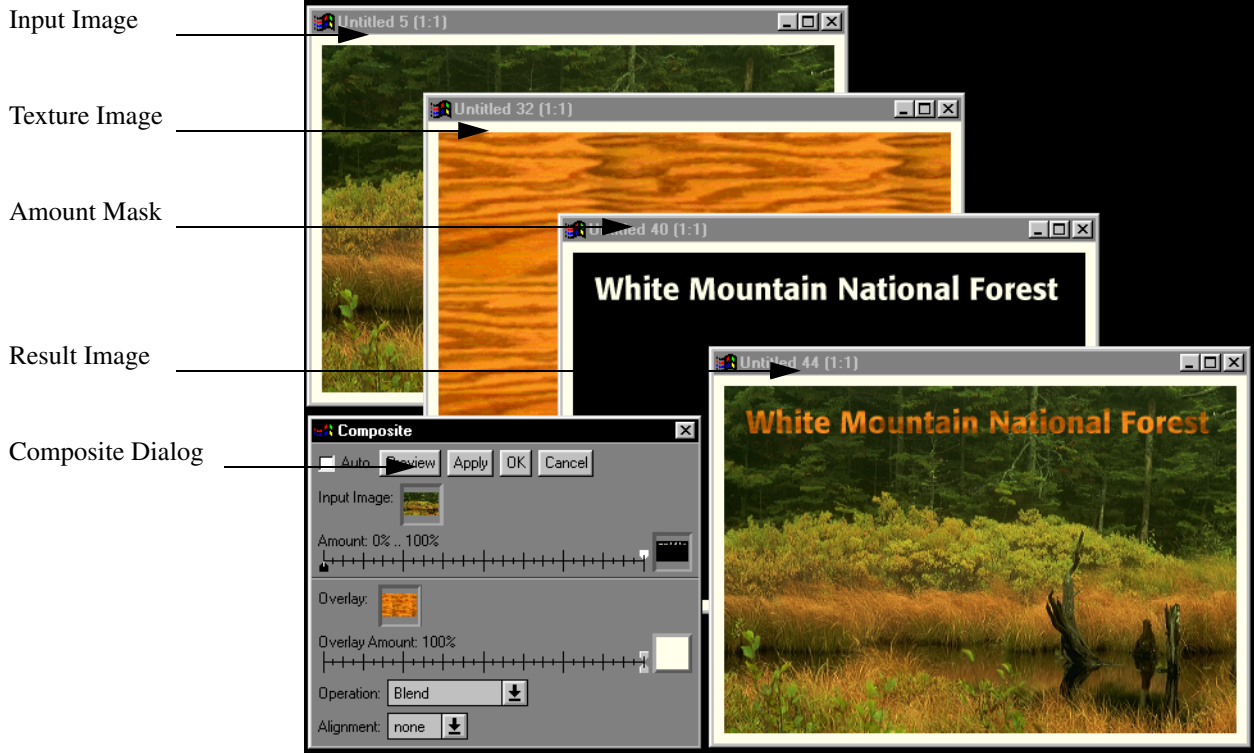 Input Image
Untitled 5 (1:1)
Texture Image
Untitled 32 (1:1)
Amount Mask
Untitled 40 (1:1)
White Mountain National Forest
Result Image
Untitled 44 (1:1)
White Mountain National Forest
Composite Dialog
Composite
Auto Preview Apply OK Cancel
Input Image:
Amount: 0% .. 100%
Overlay:
Overlay Amount: 100%
Operation: Blend
Alignment: none